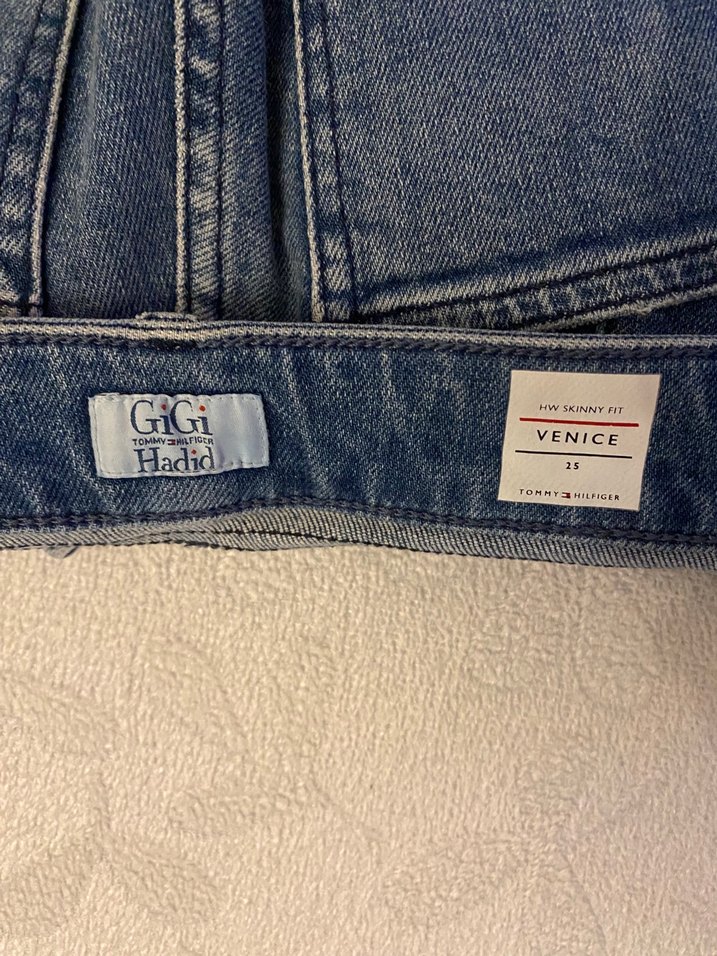 GiGi
TOMMY HILFIGER
Hadid
HW SKINNY FIT
VENICE
25
TOMMY HILFIGER